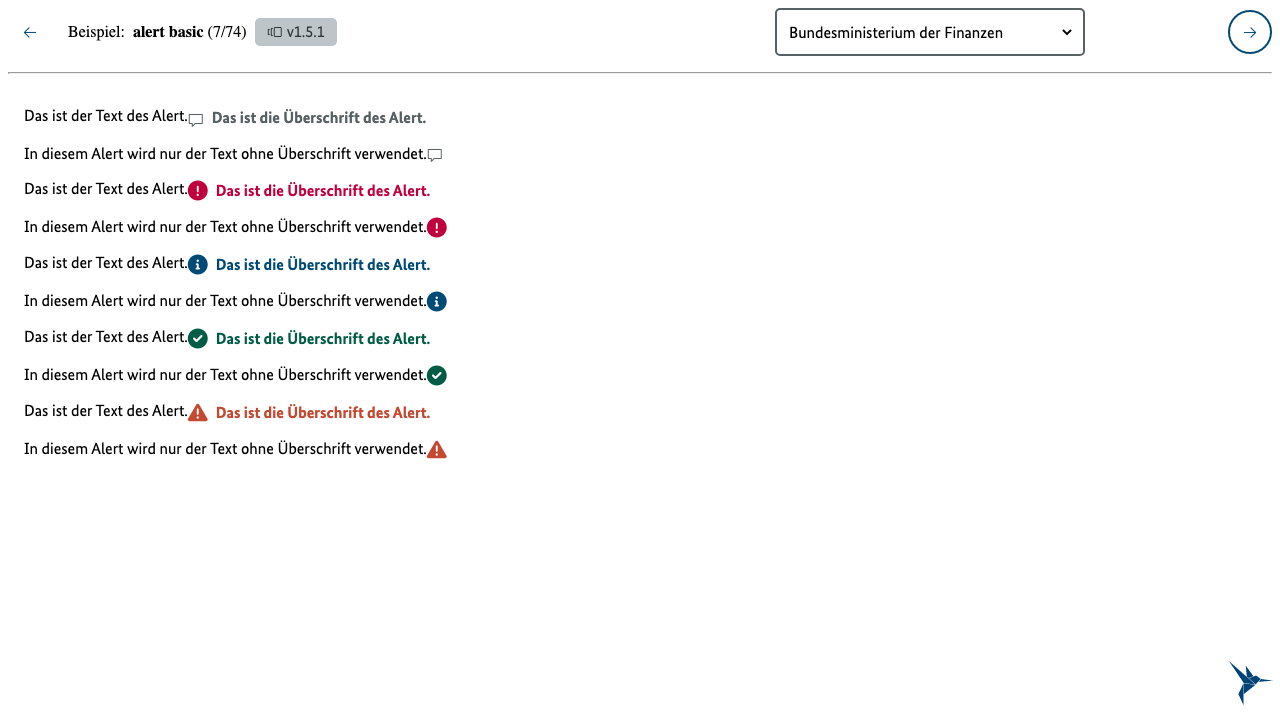 Beispiel: alert basic (7/74) v1.5.1 Bundesministerium der Finanzen
Das ist der Text des Alert. Das ist die Überschrift des Alert.
In diesem Alert wird nur der Text ohne Überschrift verwendet.
Das ist der Text des Alert. Das ist die Überschrift des Alert.
In diesem Alert wird nur der Text ohne Überschrift verwendet.
Das ist der Text des Alert. Das ist die Überschrift des Alert.
In diesem Alert wird nur der Text ohne Überschrift verwendet.
Das ist der Text des Alert. Das ist die Überschrift des Alert.
In diesem Alert wird nur der Text ohne Überschrift verwendet.
Das ist der Text des Alert. Das ist die Überschrift des Alert.
In diesem Alert wird nur der Text ohne Überschrift verwendet.